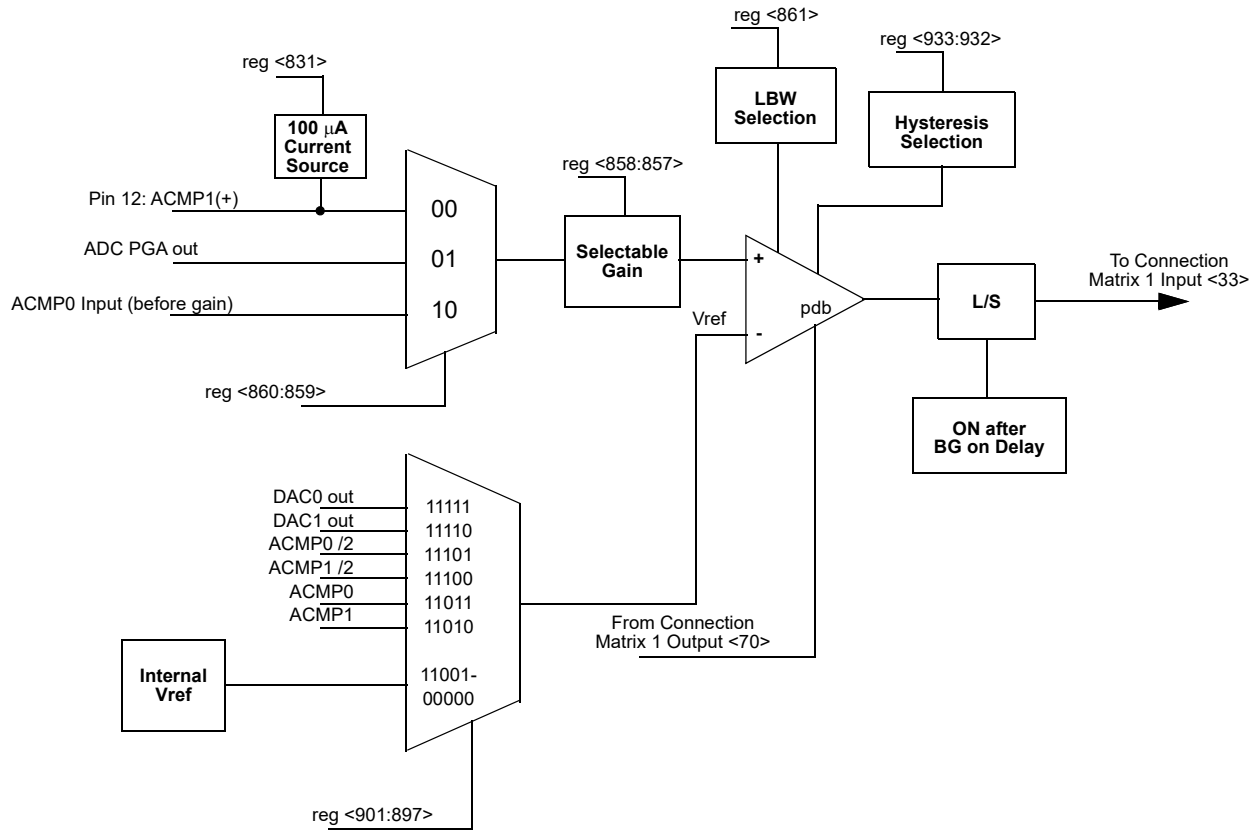 reg <861>
reg <933:932>
reg <831>
LBW
Selection
Hysteresis
Selection
100 μA
Current
Source
reg <858:857>
Pin 12: ACMP1(+)
00
ADC PGA out
01
Selectable
Gain
+
To Connection
Matrix 1 Input <33>
ACMP0 Input (before gain)
10
L/S
pdb
Vref
-
reg <860:859>
ON after
BG on Delay
DAC0 out
11111
DAC1 out
11110
ACMP0 /2
11101
ACMP1 /2
11100
ACMP0
11011
ACMP1
11010
From Connection
Matrix 1 Output <70>
Internal
Vref
11001-
00000
reg <901:897>